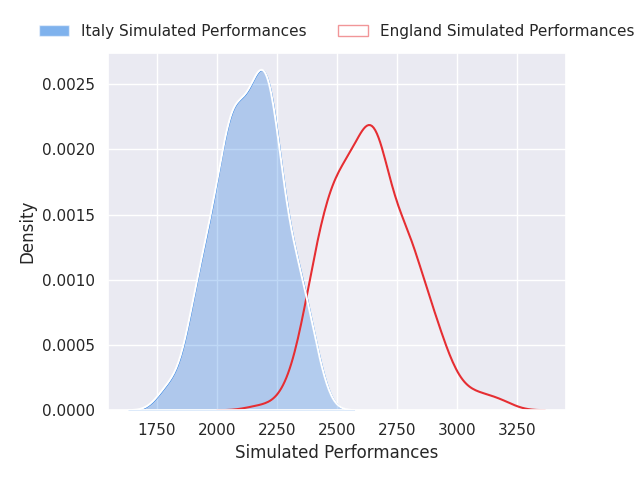 Italy Simulated Performances England Simulated Performances
0.0025
0.0020
0.0015
0.0010
0.0005
0.0000
Density
1750 2000 2250 2500 2750 3000 3250
Simulated Performances